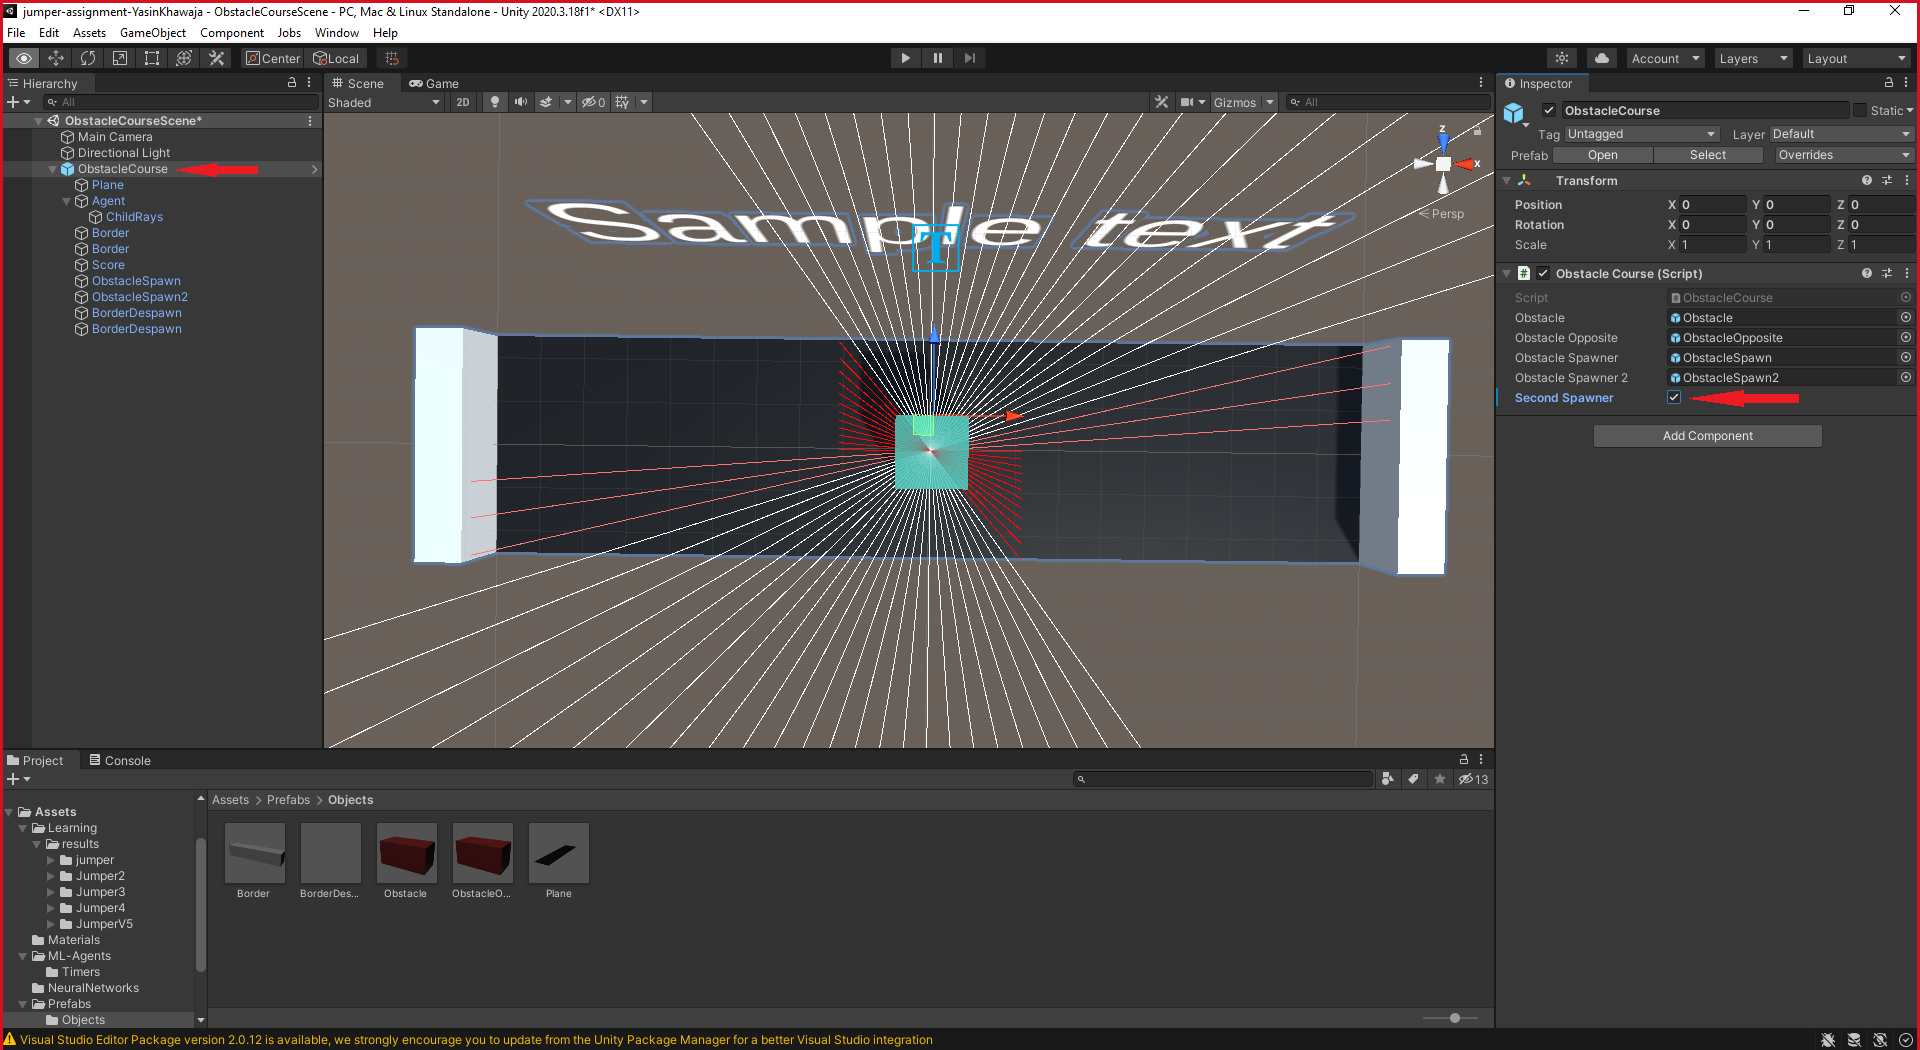 jumper-assignment-YasinKhawaja - ObstacleCourseScene - PC, Mac & Linux Standalone - Unity 2020.3.18f1* <DX11>
File Edit Assets GameObject Component Jobs Window Help
Center Local Account Layers Layout
Hierarchy
All
ObstacleCourseScene*
Main Camera
Directional Light
ObstacleCourse
Plane
Agent
ChildRays
Border
Border
Score
ObstacleSpawn
ObstacleSpawn2
BorderDespawn
BorderDespawn
Scene Game
Shaded 2D 0 Gizmos All
Sample text
T
z
x
Persp
Inspector
ObstacleCourse Static
Tag Untagged Layer Default
Prefab Open Select Overrides
Transform
Position X 0 Y 0 Z 0
Rotation X 0 Y 0 Z 0
Scale X 1 Y 1 Z 1
# Obstacle Course (Script)
Script ObstacleCourse
Obstacle Obstacle
Obstacle Opposite ObstacleOpposite
Obstacle Spawner ObstacleSpawn
Obstacle Spawner 2 ObstacleSpawn2
Second Spawner
Add Component
Project Console
13
Assets
Learning
results
jumper
Jumper2
Jumper3
Jumper4
JumperV5
Materials
ML-Agents
Timers
NeuralNetworks
Prefabs
Objects
Assets > Prefabs > Objects
Border BorderDes... Obstacle ObstacleO... Plane
Visual Studio Editor Package version 2.0.12 is available, we strongly encourage you to update from the Unity Package Manager for a better Visual Studio integration